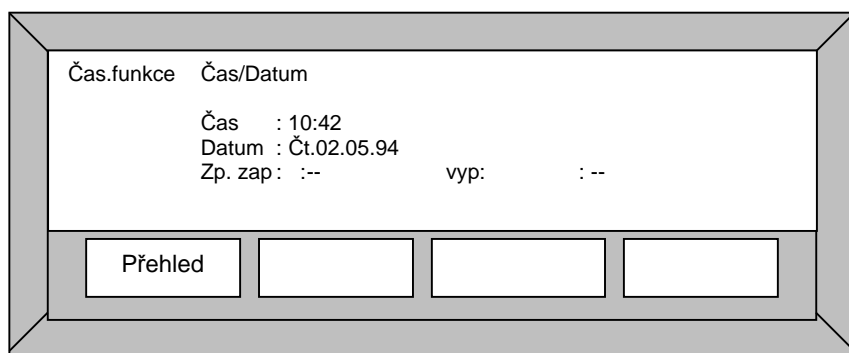 Čas.funkce Čas/Datum
Čas : 10:42
Datum : Čt.02.05.94
Zp. zap : :-- vyp: : --
Přehled